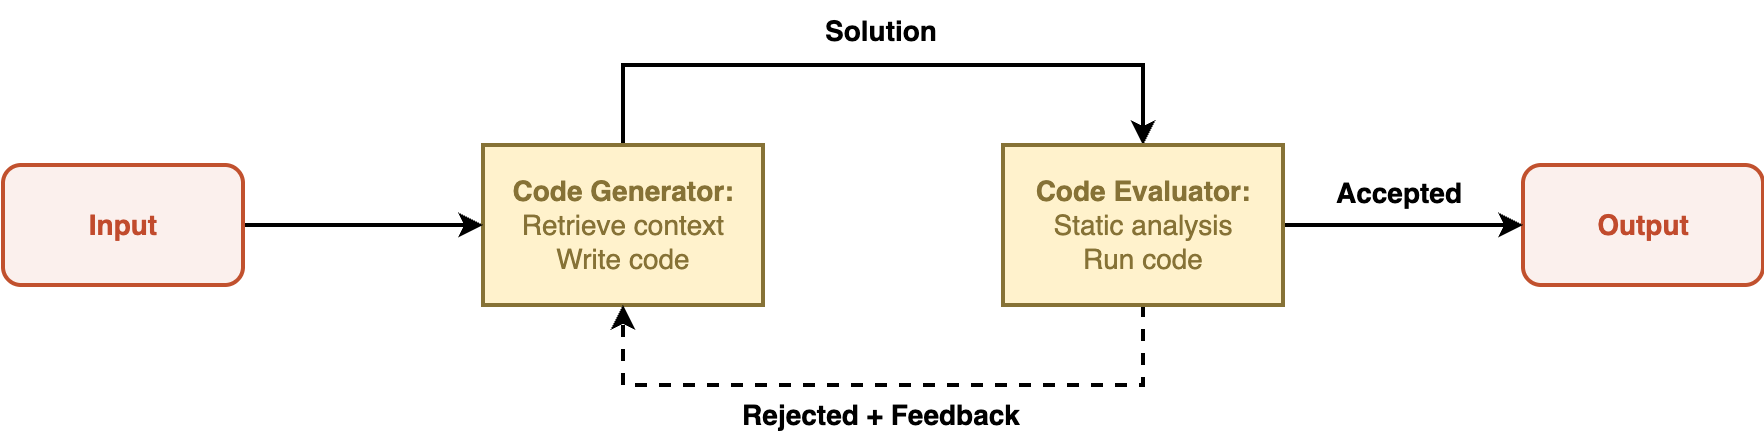 Solution
Input
Code Generator:
Retrieve context
Write code
Code Evaluator:
Static analysis
Run code
Accepted
Output
Rejected + Feedback